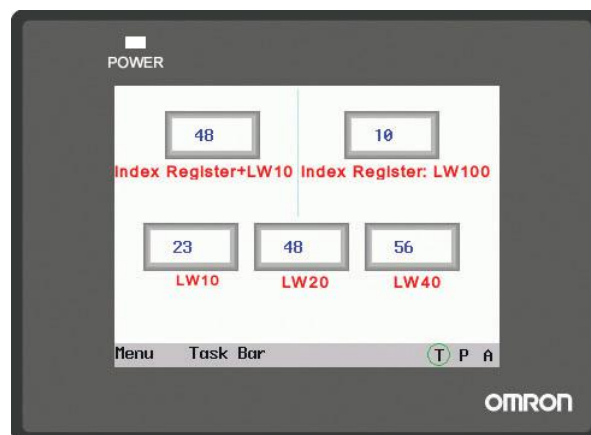 POWER
48 10
Index Register+LW10 Index Register: LW100
23 48 56
LW10 LW20 LW40
Menu Task Bar T P A
OMRON